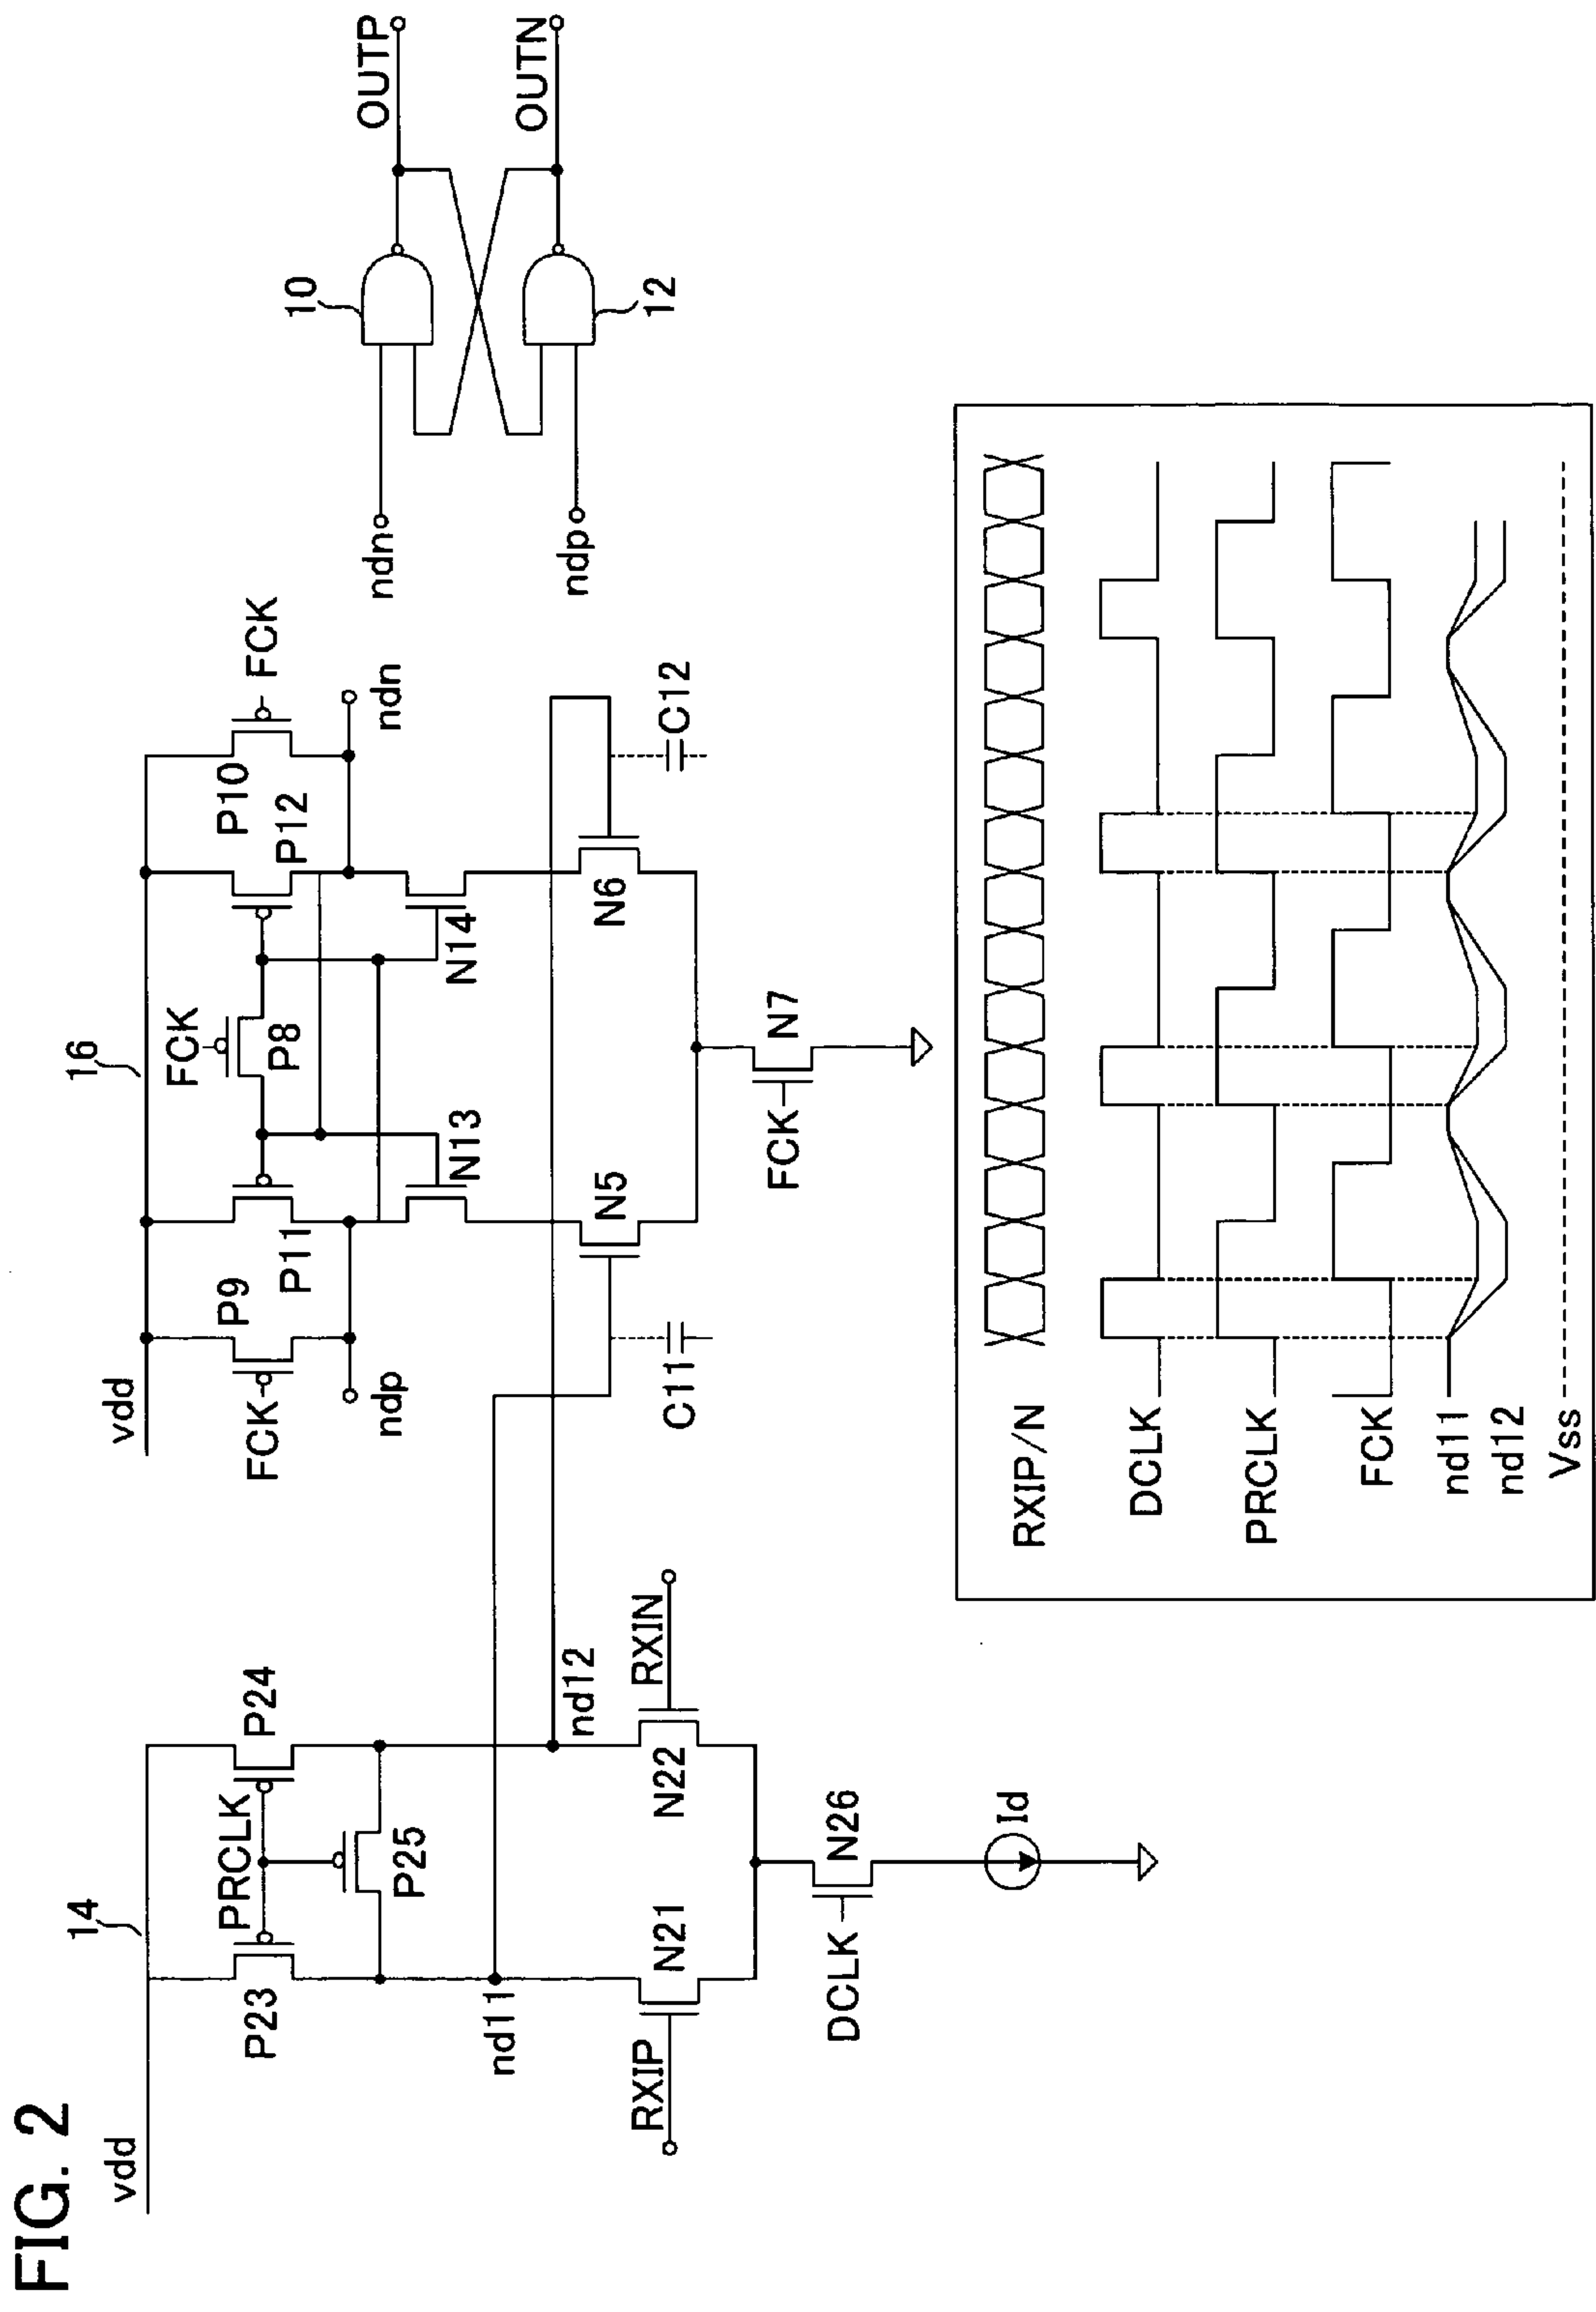 FIG. 2
vdd
14
P23
PRCLK
P24
P25
nd11
nd12
RXIP
N21
N22
RXIN
DCLK
N26
Id
vdd
16
FCK
P9
P11
FCK
P8
P12
P10
FCK
ndp
ndn
N13
N14
N5
N6
C11
C12
FCK
N7
10
12
ndn
ndp
OUTP
OUTN
RXIP/N
DCLK
PRCLK
FCK
nd11
nd12
Vss